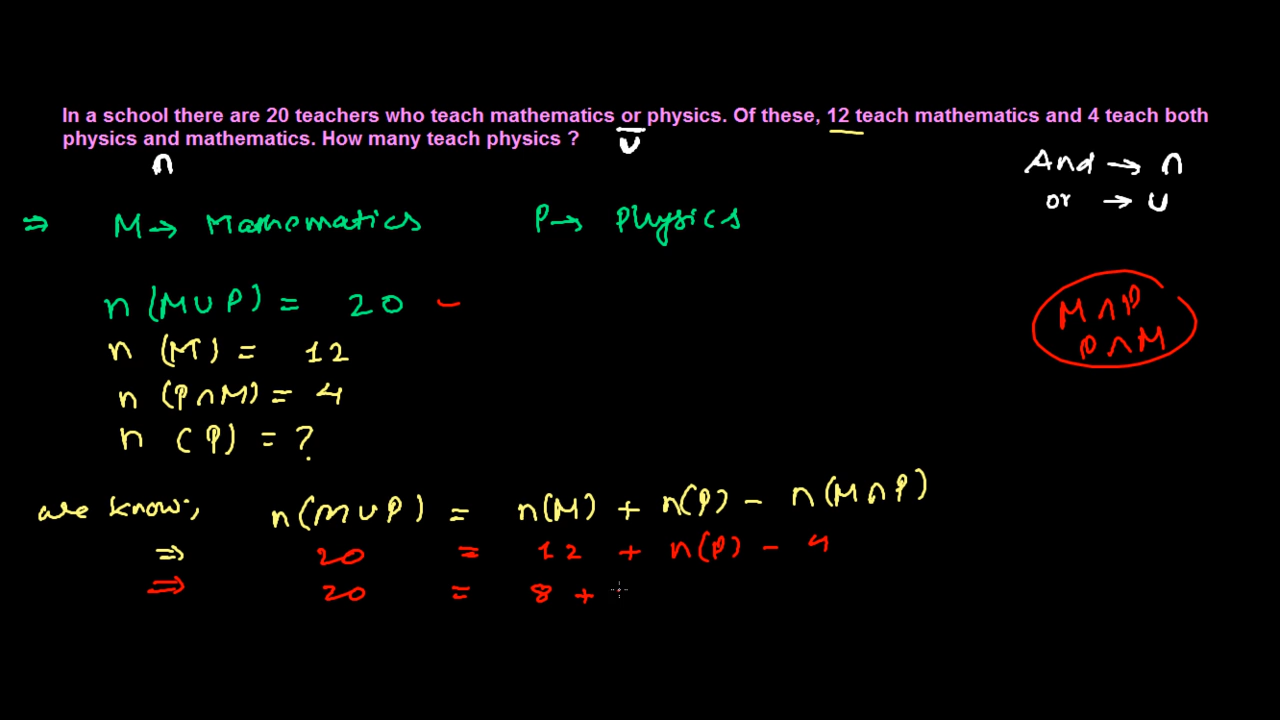 In a school there are 20 teachers who teach mathematics or physics. Of these, 12 teach mathematics and 4 teach both
physics and mathematics. How many teach physics ?
∪
∩
And → ∩
or → ∪
⇒ M → Mathematics P → Physics
n (M ∪ P) = 20 –
n (M) = 12
n (P ∩ M) = 4
n (P) = ?
M ∩ P
P ∩ M
we know, n(M ∪ P) = n(M) + n(P) – n(M ∩ P)
⇒ 20 = 12 + n(P) – 4
⇒ 20 = 8 +